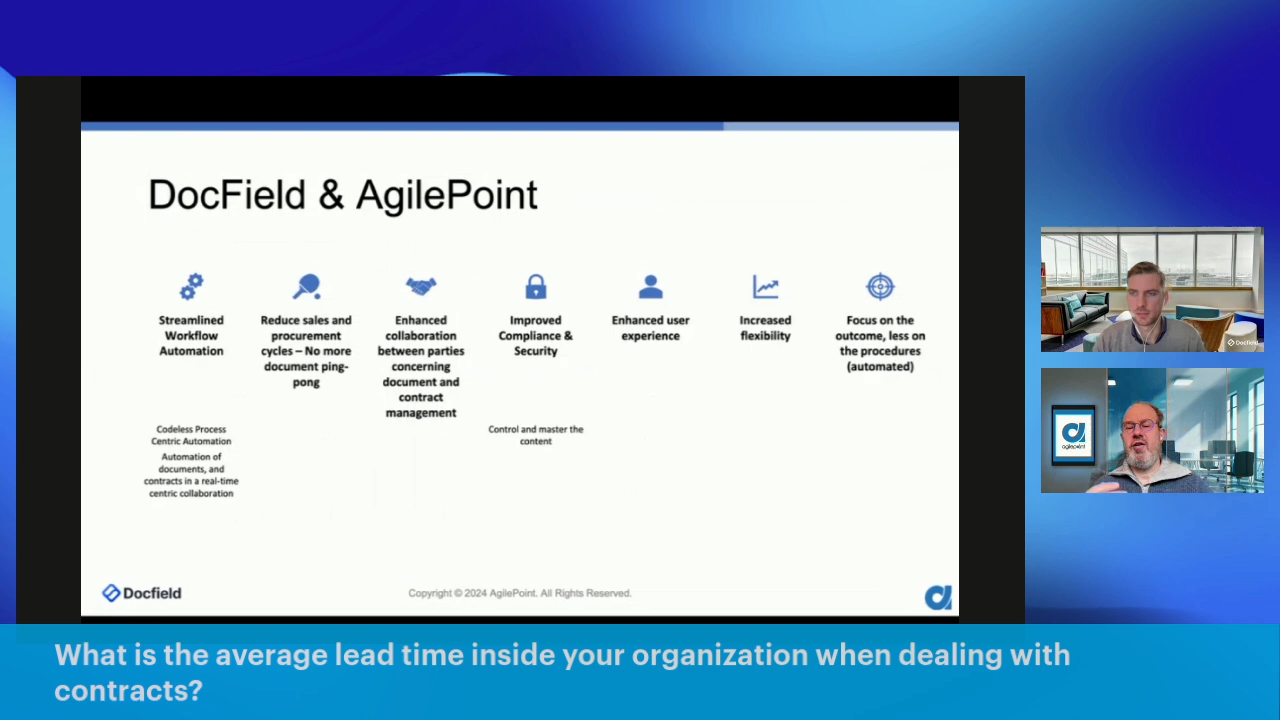 DocField & AgilePoint
Streamlined
Workflow
Automation
Reduce sales and
procurement
cycles – No more
document ping-
pong
Enhanced
collaboration
between parties
concerning
document and
contract
management
Improved
Compliance &
Security
Enhanced user
experience
Increased
flexibility
Focus on the
outcome, less on
the procedures
(automated)
Codeless Process
Centric Automation
Automation of
documents, and
contracts in a real-time
centric collaboration
Control and master the
content
Docfield
Copyright © 2024 AgilePoint. All Rights Reserved.
Docfield
agilepoint
What is the average lead time inside your organization when dealing with
contracts?